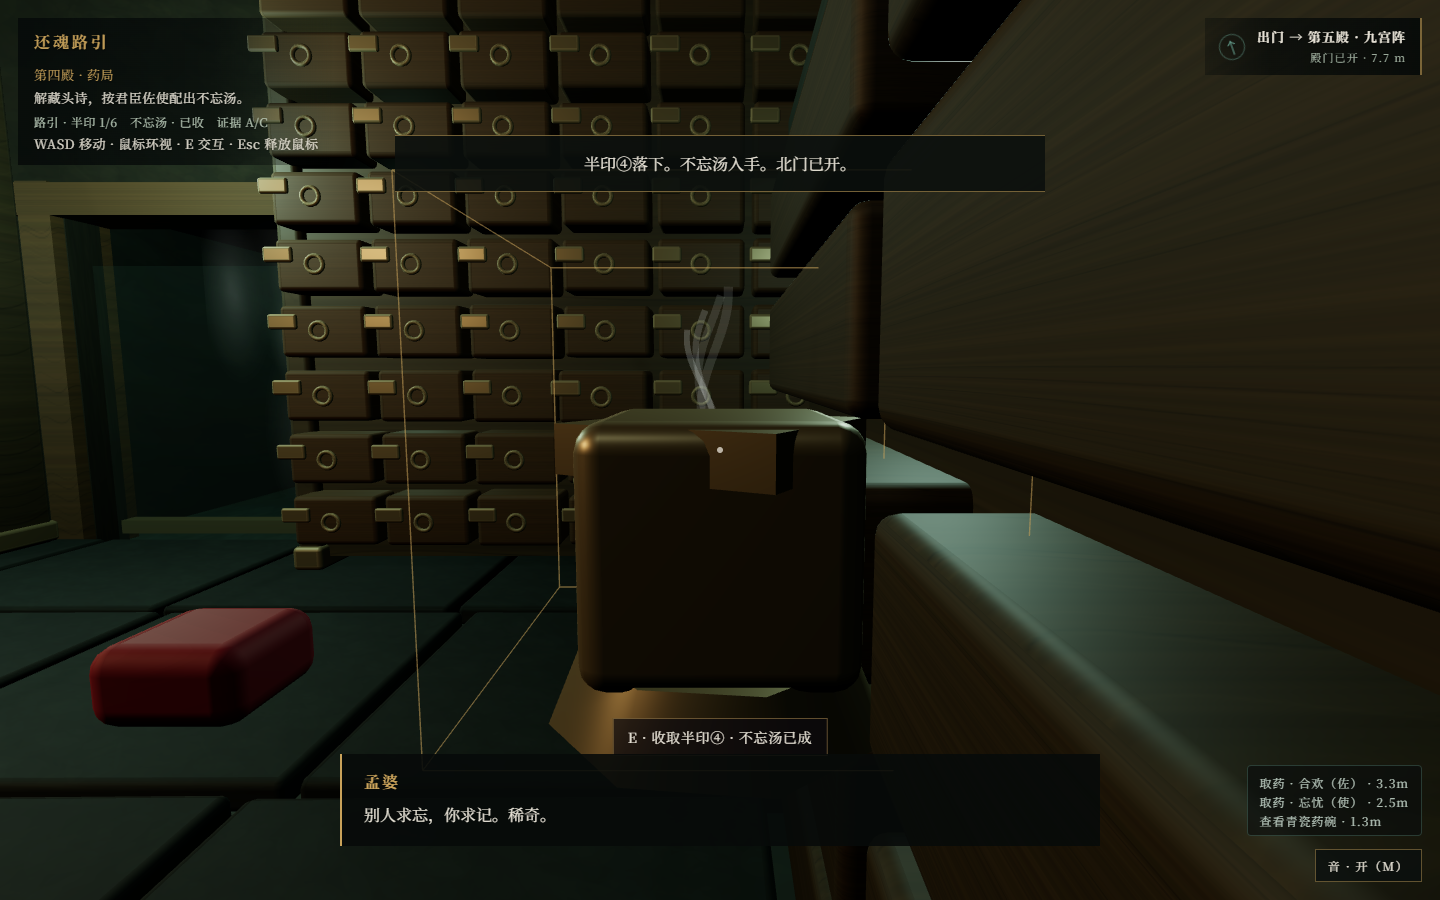 还魂路引
第四殿 · 药局
解藏头诗，按君臣佐使配出不忘汤。
路引 · 半印 1/6　不忘汤 · 已收　证据 A/C
WASD 移动 · 鼠标环视 · E 交互 · Esc 释放鼠标
出门 → 第五殿 · 九宫阵
殿门已开 · 7.7 m
半印④落下。不忘汤入手。北门已开。
E · 收取半印④ · 不忘汤已成
孟婆
别人求忘，你求记。稀奇。
取药 · 合欢（佐） · 3.3m
取药 · 忘忧（使） · 2.5m
查看青瓷药碗 · 1.3m
音 · 开（M）